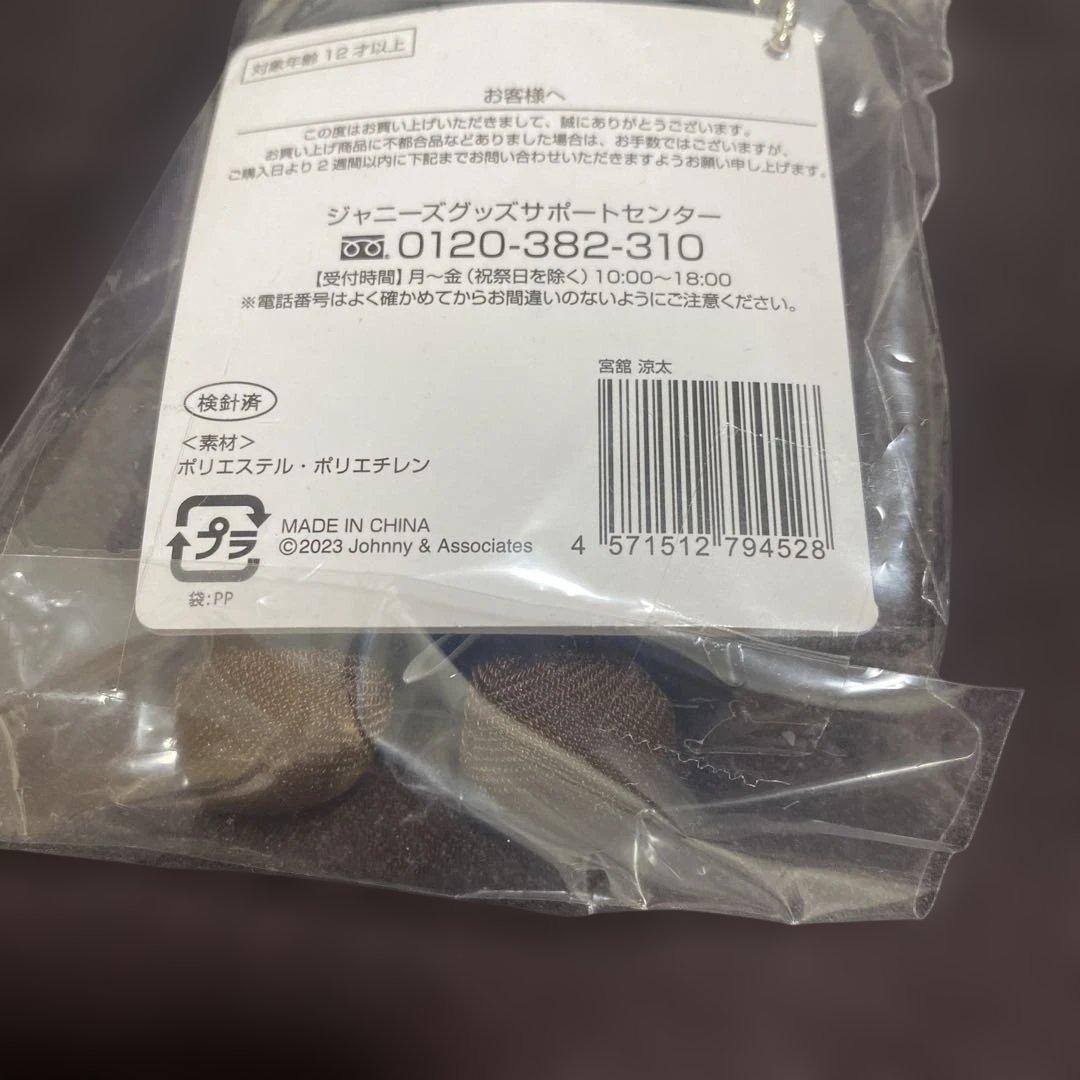 対象年齢12才以上
お客様へ
この度はお買い上げいただきまして、誠にありがとうございます。
お買い上げ商品に不都合品などありました場合は、お手数ではございますが、
ご購入日より2週間以内に下記までお問い合わせいただきますようお願い申し上げます。
ジャニーズグッズサポートセンター
0120-382-310
【受付時間】月～金（祝祭日を除く）10:00～18:00
※電話番号はよく確かめてからお間違いのないようにご注意ください。
宮舘 涼太
検針済
＜素材＞
ポリエステル・ポリエチレン
プラ
MADE IN CHINA
©2023 Johnny & Associates
4 571512 794528
袋:PP